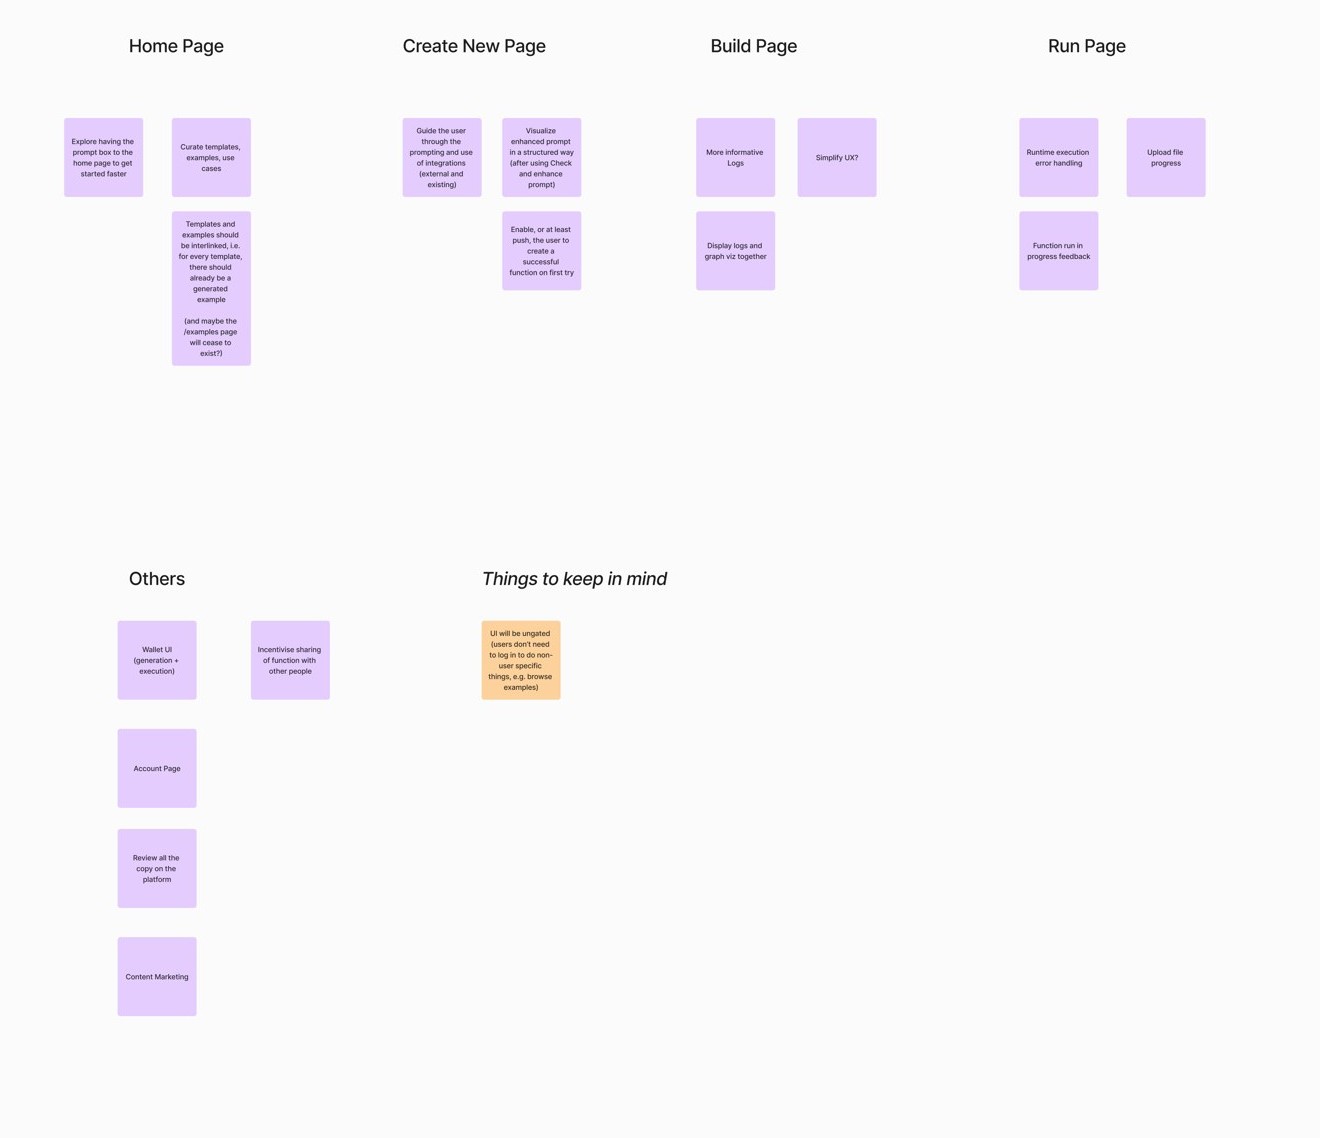 Home Page
Create New Page
Build Page
Run Page
Explore having the
prompt box to the
home page to get
started faster
Curate templates,
examples, use
cases
Templates and
examples should
be interlinked, i.e.
for every template,
there should
already be a
generated
example
(and maybe the
/examples page
will cease to
exist?)
Guide the user
through the
prompting and use
of integrations
(external and
existing)
Visualize
enhanced prompt
in a structured way
(after using Check
and enhance
prompt)
Enable, or at least
push, the user to
create a
successful
function on first try
More informative
Logs
Simplify UX?
Display logs and
graph viz together
Runtime execution
error handling
Upload file
progress
Function run in
progress feedback
Others
Things to keep in mind
Wallet UI
(generation +
execution)
Incentivise sharing
of function with
other people
UI will be ungated
(users don't need
to log in to do non-
user specific
things, e.g. browse
examples)
Account Page
Review all the
copy on the
platform
Content Marketing